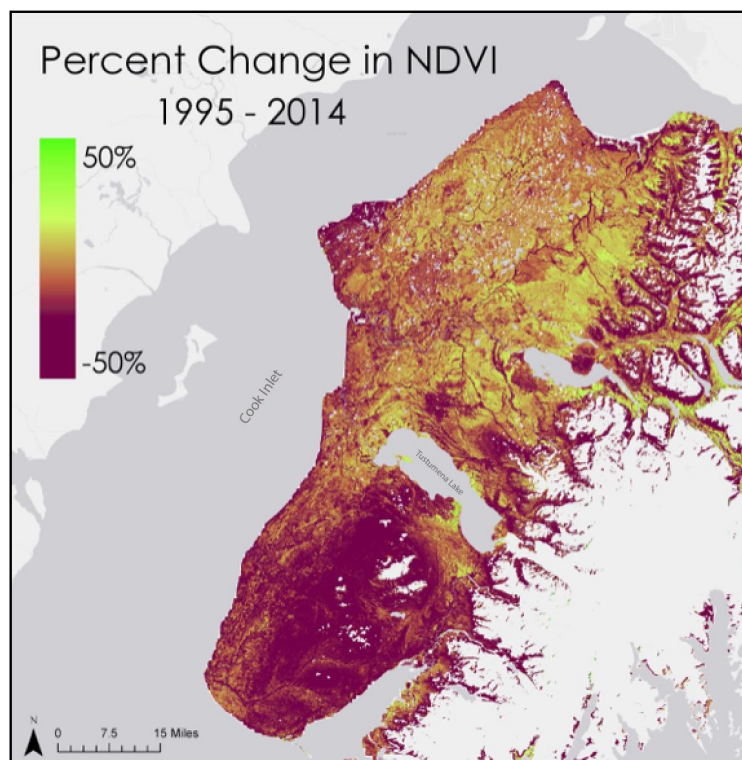 Percent Change in NDVI
1995 - 2014
50%
-50%
Cook Inlet
Tustumena Lake
N
0 7.5 15 Miles